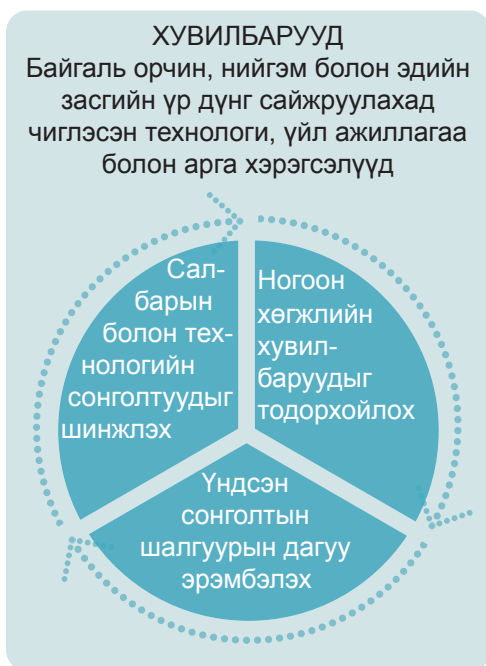 ХУВИЛБАРУУД
Байгаль орчин, нийгэм болон эдийн
засгийн үр дүнг сайжруулахад
чиглэсэн технологи, үйл ажиллагаа
болон арга хэрэгсэлүүд
Сал-
барын
болон тех-
нологийн
сонголтуудыг
шинжлэх
Ногоон
хөгжлийн
хувил-
баруудыг
тодорхойлох
Үндсэн
сонголтын
шалгуурын дагуу
эрэмбэлэх